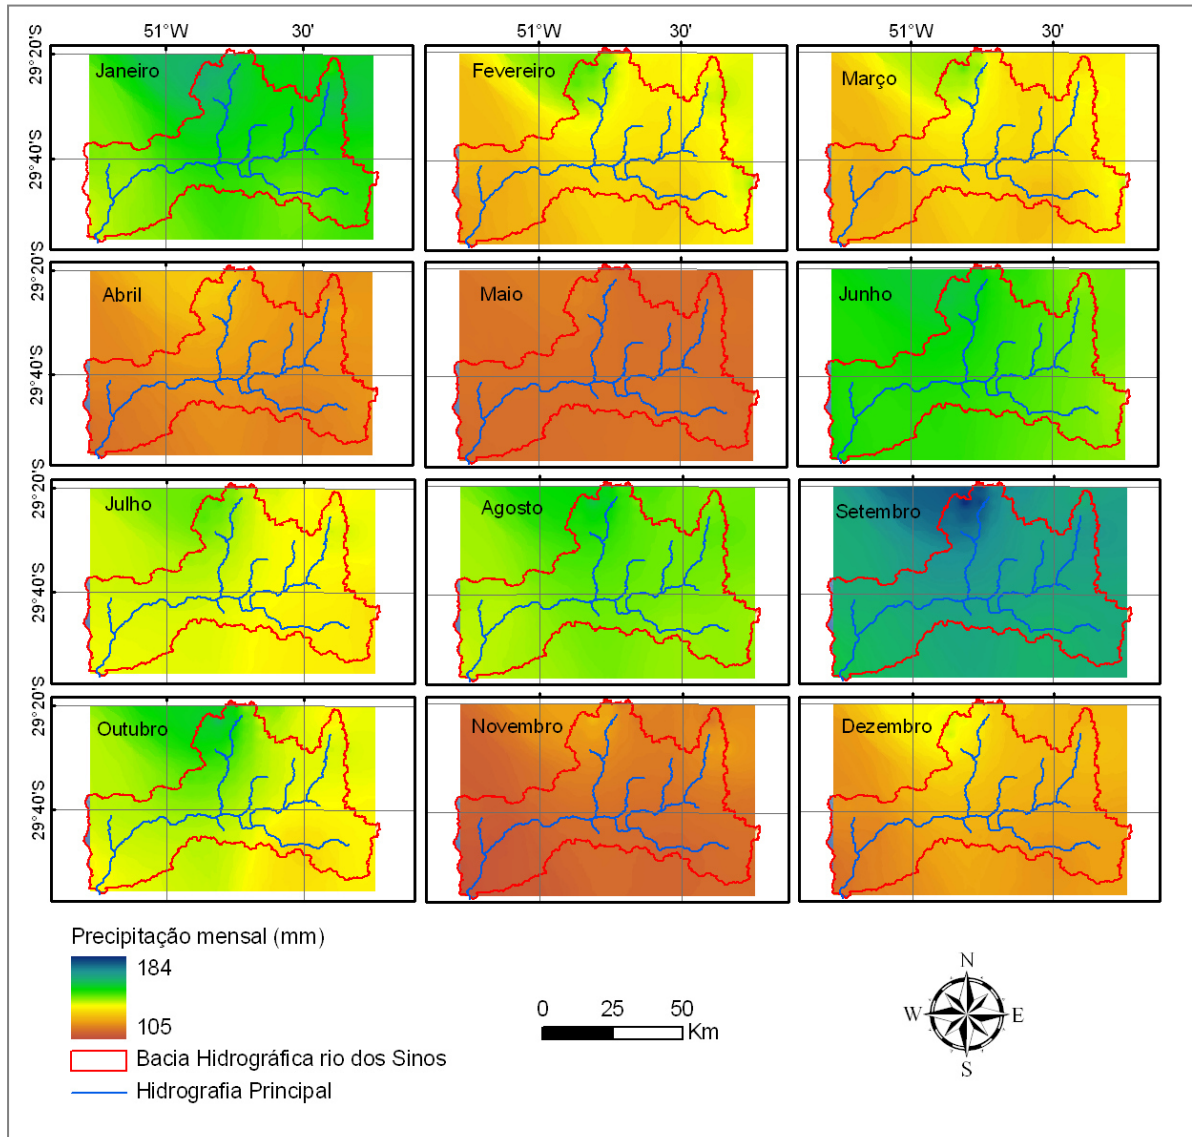 51°W 30' 51°W 30' 51°W 30'
29°20'S
Janeiro
Fevereiro
Março
29°40'S
29°20'S
Abril
Maio
Junho
29°40'S
29°20'S
Julho
Agosto
Setembro
29°40'S
29°20'S
Outubro
Novembro
Dezembro
29°40'S
Precipitação mensal (mm)
184
105
Bacia Hidrográfica rio dos Sinos
Hidrografia Principal
0 25 50
Km
N
W E
S